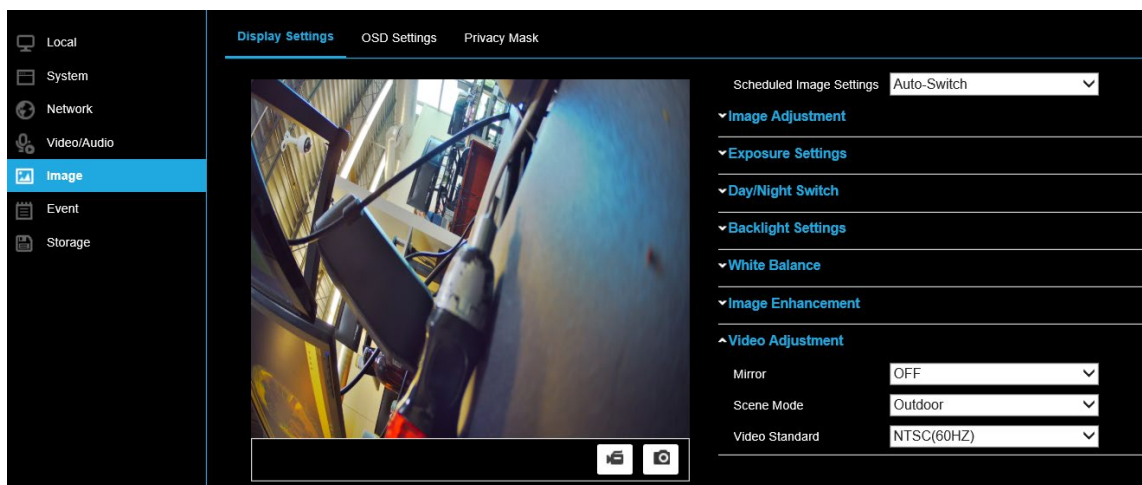 Local
System
Network
Video/Audio
Image
Event
Storage
Display Settings OSD Settings Privacy Mask
Scheduled Image Settings Auto-Switch
Image Adjustment
Exposure Settings
Day/Night Switch
Backlight Settings
White Balance
Image Enhancement
Video Adjustment
Mirror OFF
Scene Mode Outdoor
Video Standard NTSC(60HZ)